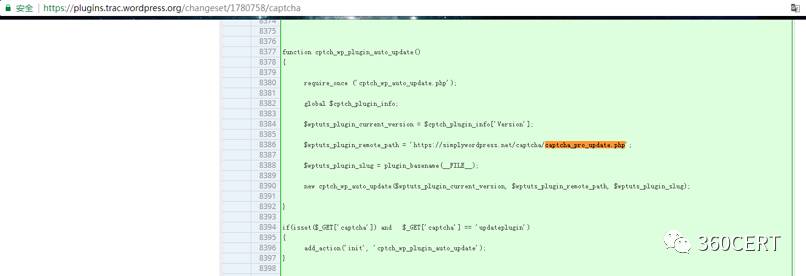 安全 https://plugins.trac.wordpress.org/changeset/1780758/captcha
8374
8375
8376
8377 function cptch_wp_plugin_auto_update()
8378 {
8379
8380 require_once ('cptch_wp_auto_update.php');
8381
8382 global $cptch_plugin_info;
8383
8384 $wptuts_plugin_current_version = $cptch_plugin_info['Version'];
8385
8386 $wptuts_plugin_remote_path = 'https://simplywordpress.net/captcha/captcha_pro_update.php';
8387
8388 $wptuts_plugin_slug = plugin_basename(__FILE__);
8389
8390 new cptch_wp_auto_update($wptuts_plugin_current_version, $wptuts_plugin_remote_path, $wptuts_plugin_slug);
8391
8392 }
8393
8394 if(isset($_GET['captcha']) and $_GET['captcha'] == 'updateplugin')
8395 {
8396 add_action('init', 'cptch_wp_plugin_auto_update');
8397 }
8398
360CERT